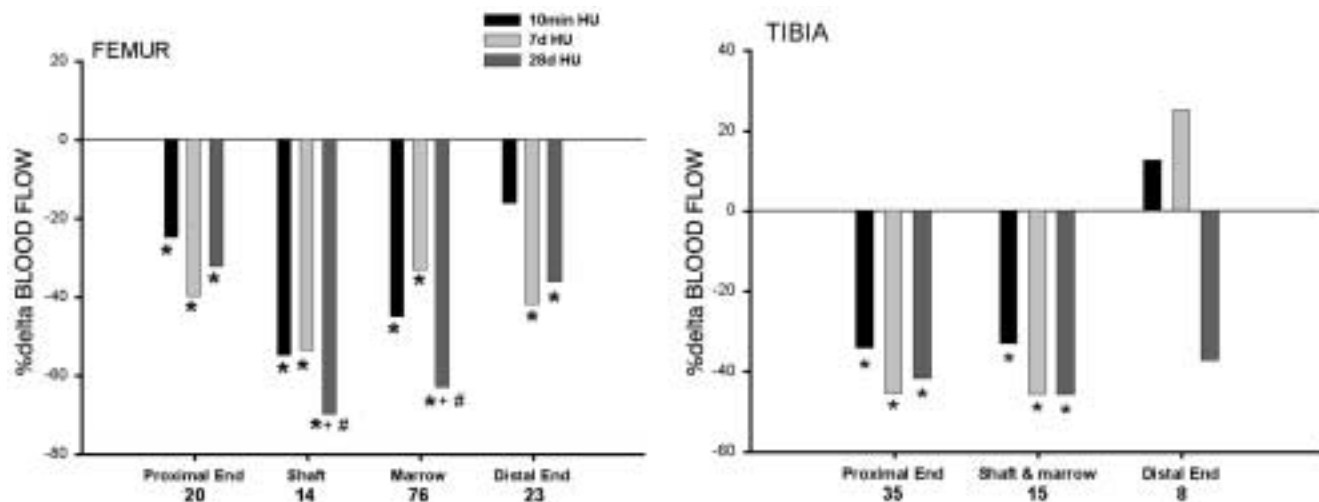 FEMUR
10min HU
7d HU
28d HU
%delta BLOOD FLOW
20
0
-20
-40
-60
-80
*
*
*
*
*
*+ #
*
*
*+ #
*
*
Proximal End
Shaft
Marrow
Distal End
20
14
76
23
TIBIA
%delta BLOOD FLOW
40
20
0
-20
-40
-60
*
*
*
*
*
*
Proximal End
Shaft & marrow
Distal End
35
15
8